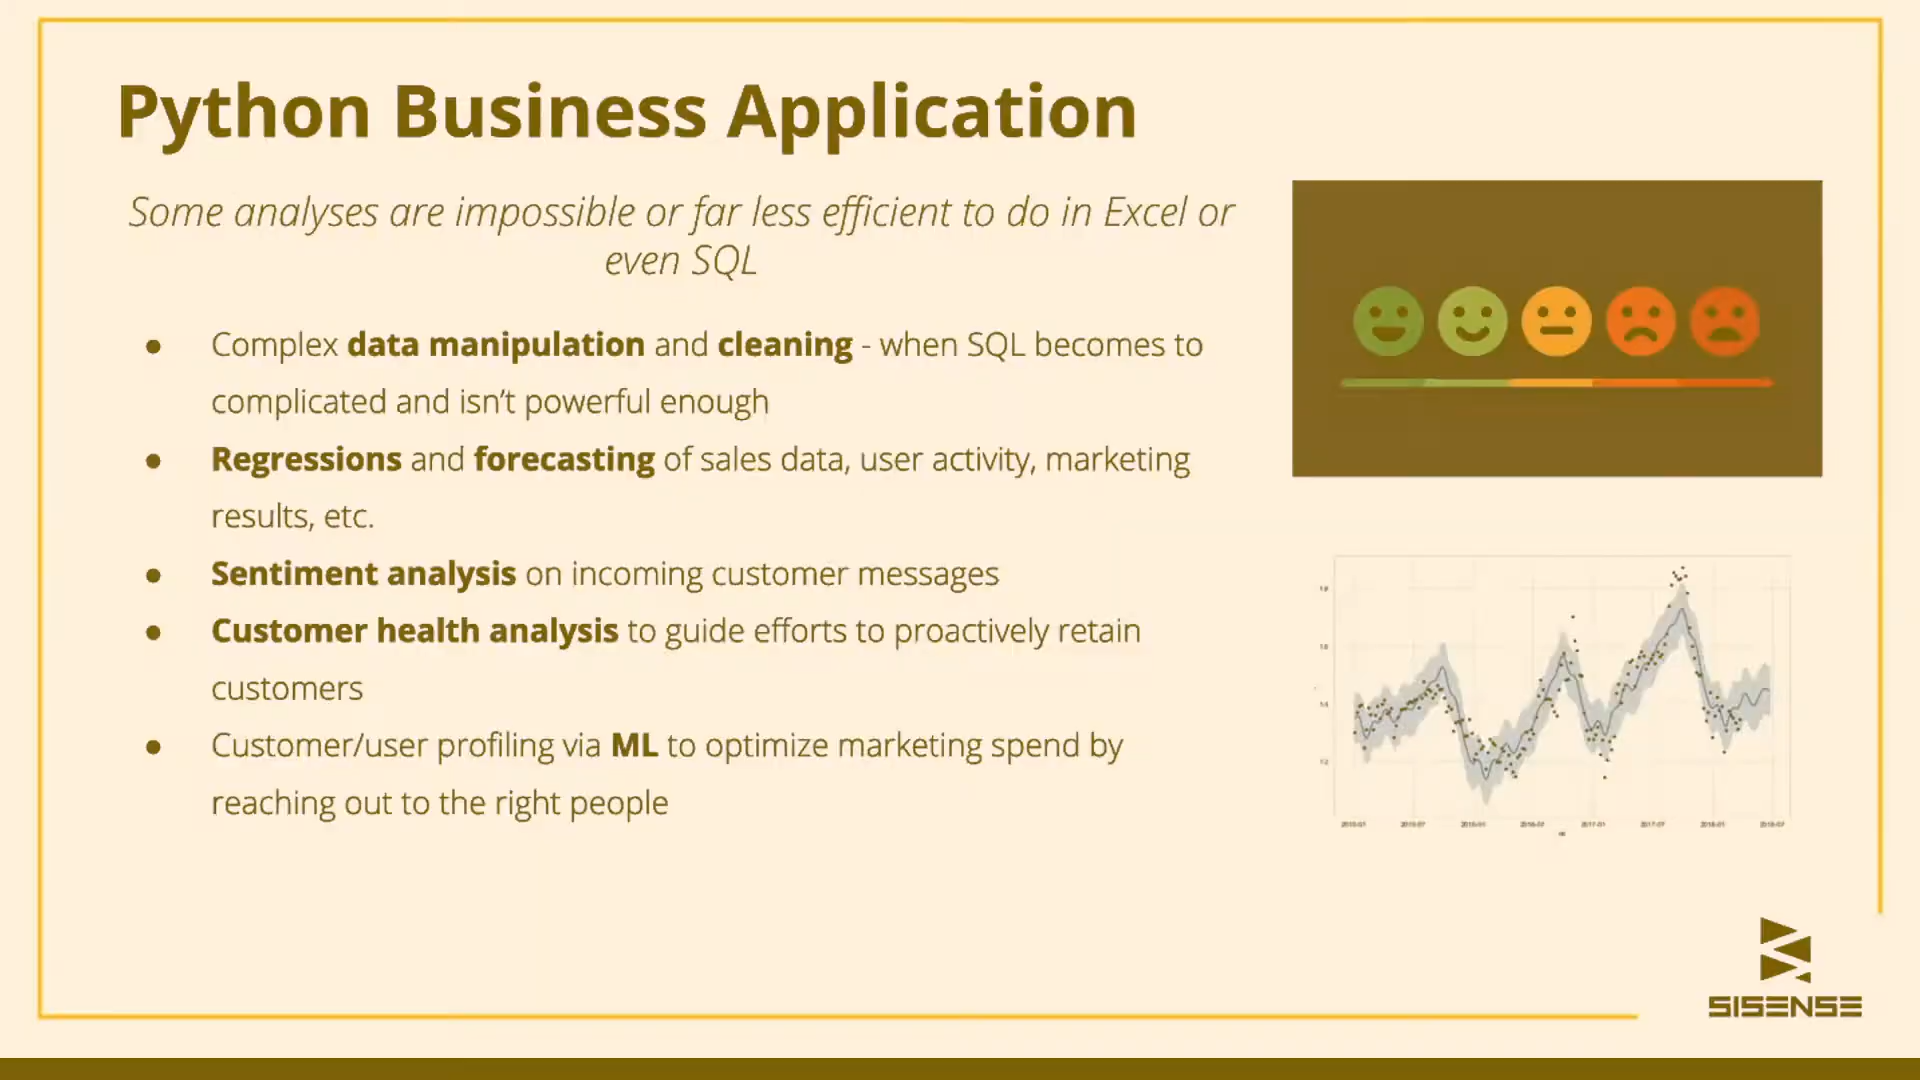 Python Business Application
Some analyses are impossible or far less efficient to do in Excel or
even SQL
● Complex data manipulation and cleaning - when SQL becomes to
complicated and isn't powerful enough
● Regressions and forecasting of sales data, user activity, marketing
results, etc.
● Sentiment analysis on incoming customer messages
● Customer health analysis to guide efforts to proactively retain
customers
● Customer/user profiling via ML to optimize marketing spend by
reaching out to the right people
SISENSE